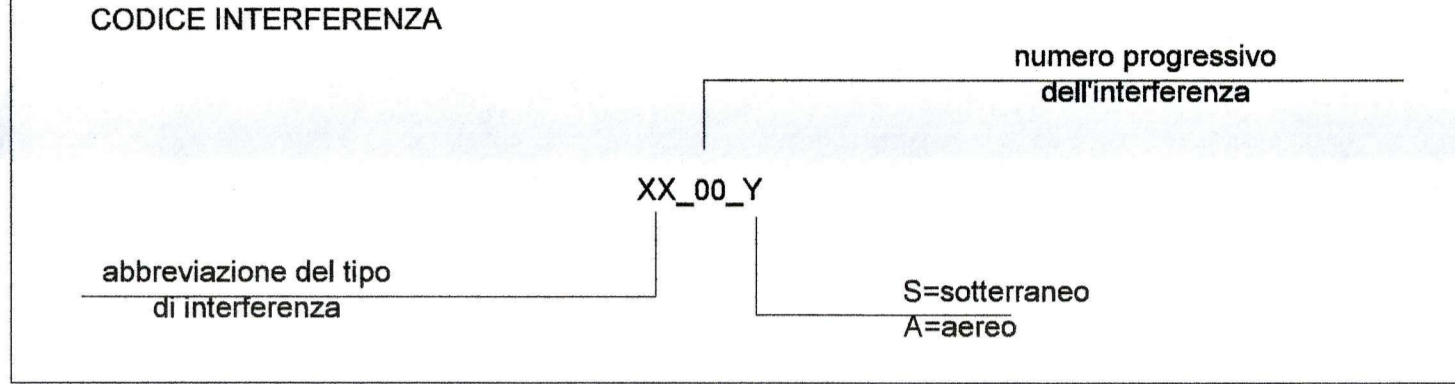 CODICE INTERFERENZA
numero progressivo
dell'interferenza
XX_00_Y
abbreviazione del tipo
di interferenza
S=sotterraneo
A=aereo